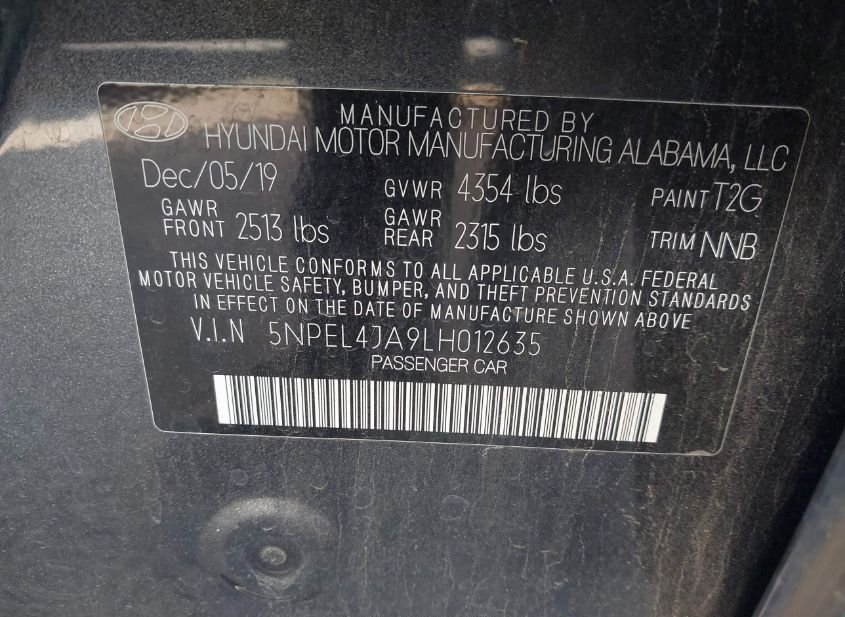 MANUFACTURED BY
HYUNDAI MOTOR MANUFACTURING ALABAMA, LLC
Dec/05/19 GVWR 4354 lbs PAINT T2G
GAWR FRONT 2513 lbs GAWR REAR 2315 lbs TRIM NNB
THIS VEHICLE CONFORMS TO ALL APPLICABLE U.S.A. FEDERAL
MOTOR VEHICLE SAFETY, BUMPER, AND THEFT PREVENTION STANDARDS
IN EFFECT ON THE DATE OF MANUFACTURE SHOWN ABOVE
V.I.N 5NPEL4JA9LH012635
PASSENGER CAR